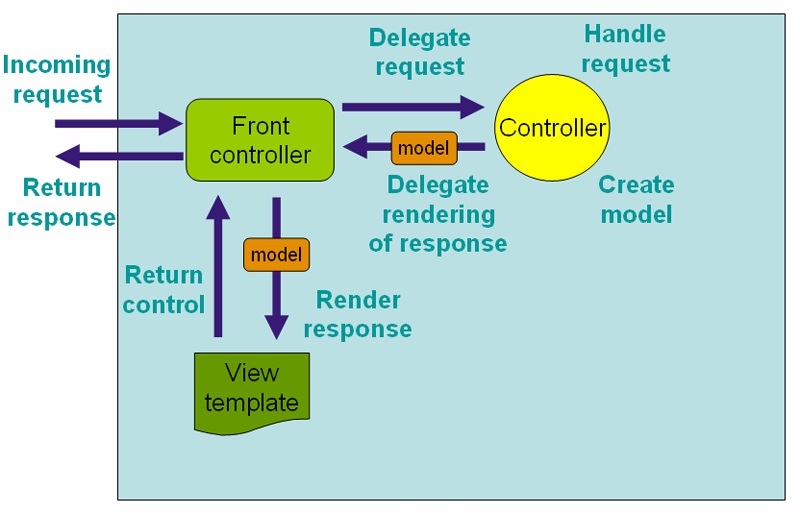 Incoming
request
Return
response
Front
controller
Delegate
request
model
Delegate
rendering
of response
Handle
request
Controller
Create
model
Return
control
model
Render
response
View
template